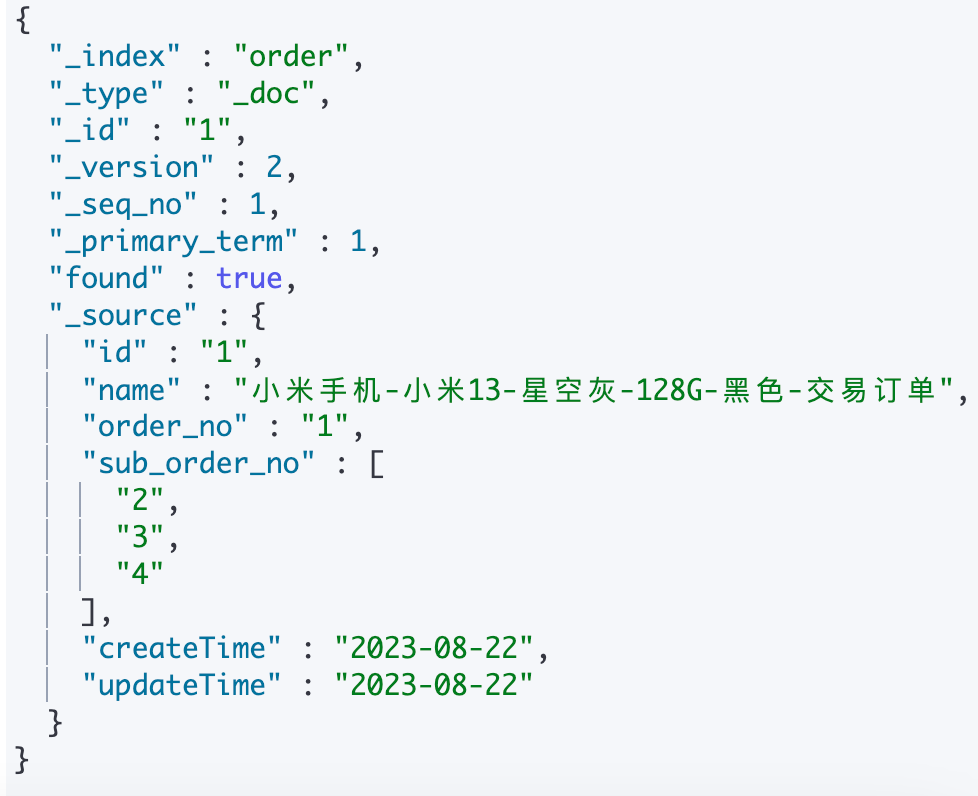 {
  "_index" : "order",
  "_type" : "_doc",
  "_id" : "1",
  "_version" : 2,
  "_seq_no" : 1,
  "_primary_term" : 1,
  "found" : true,
  "_source" : {
    "id" : "1",
    "name" : "小米手机-小米13-星空灰-128G-黑色-交易订单",
    "order_no" : "1",
    "sub_order_no" : [
      "2",
      "3",
      "4"
    ],
    "createTime" : "2023-08-22",
    "updateTime" : "2023-08-22"
  }
}